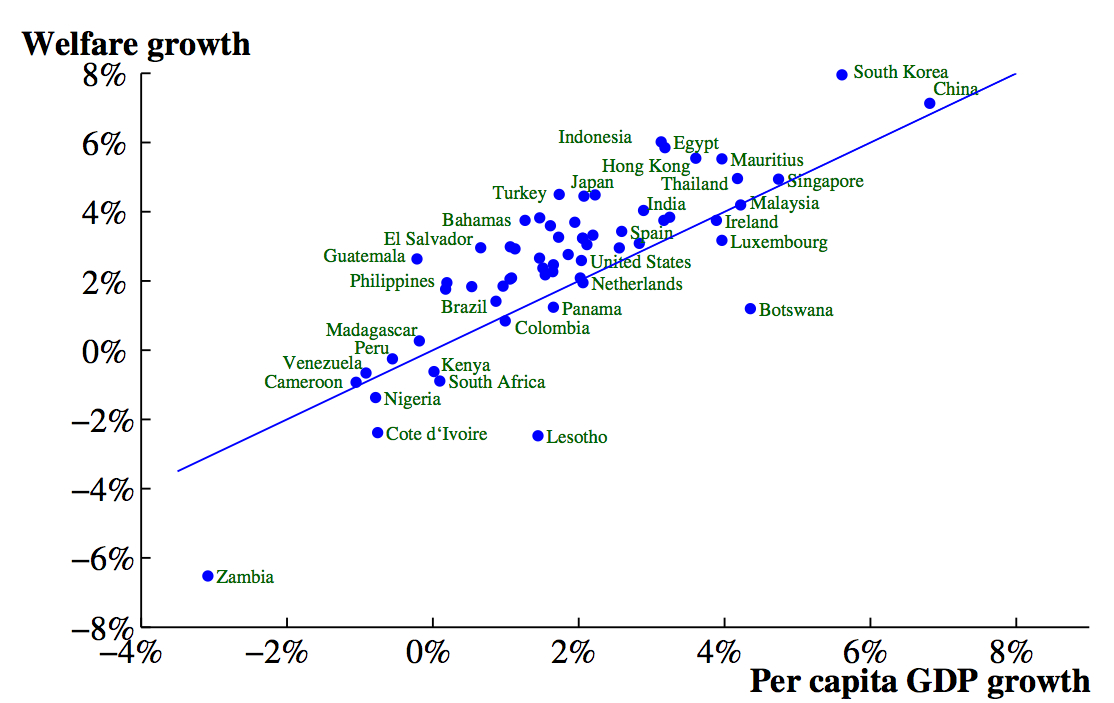 Welfare growth
8%
South Korea
China
6%
Indonesia
Egypt
Hong Kong
Mauritius
Thailand
Singapore
Japan
Turkey
India
Malaysia
4%
Bahamas
Ireland
Spain
El Salvador
Luxembourg
Guatemala
United States
2%
Philippines
Netherlands
Brazil
Panama
Botswana
Colombia
Madagascar
0%
Peru
Venezuela
Kenya
Cameroon
South Africa
Nigeria
−2%
Cote d‘Ivoire
Lesotho
−4%
−6%
Zambia
−8%
−4%
−2%
0%
2%
4%
6%
8%
Per capita GDP growth